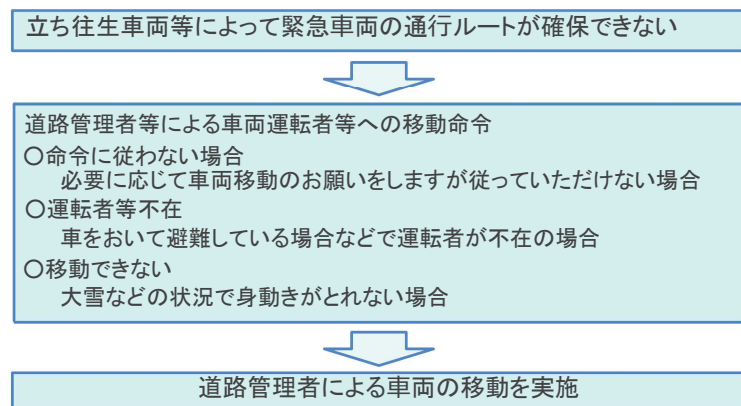 立ち往生車両等によって緊急車両の通行ルートが確保できない
道路管理者等による車両運転者等への移動命令
〇命令に従わない場合
必要に応じて車両移動のお願いをしますが従っていただけない場合
〇運転者等不在
車をおいて避難している場合などで運転者が不在の場合
〇移動できない
大雪などの状況で身動きがとれない場合
道路管理者による車両の移動を実施